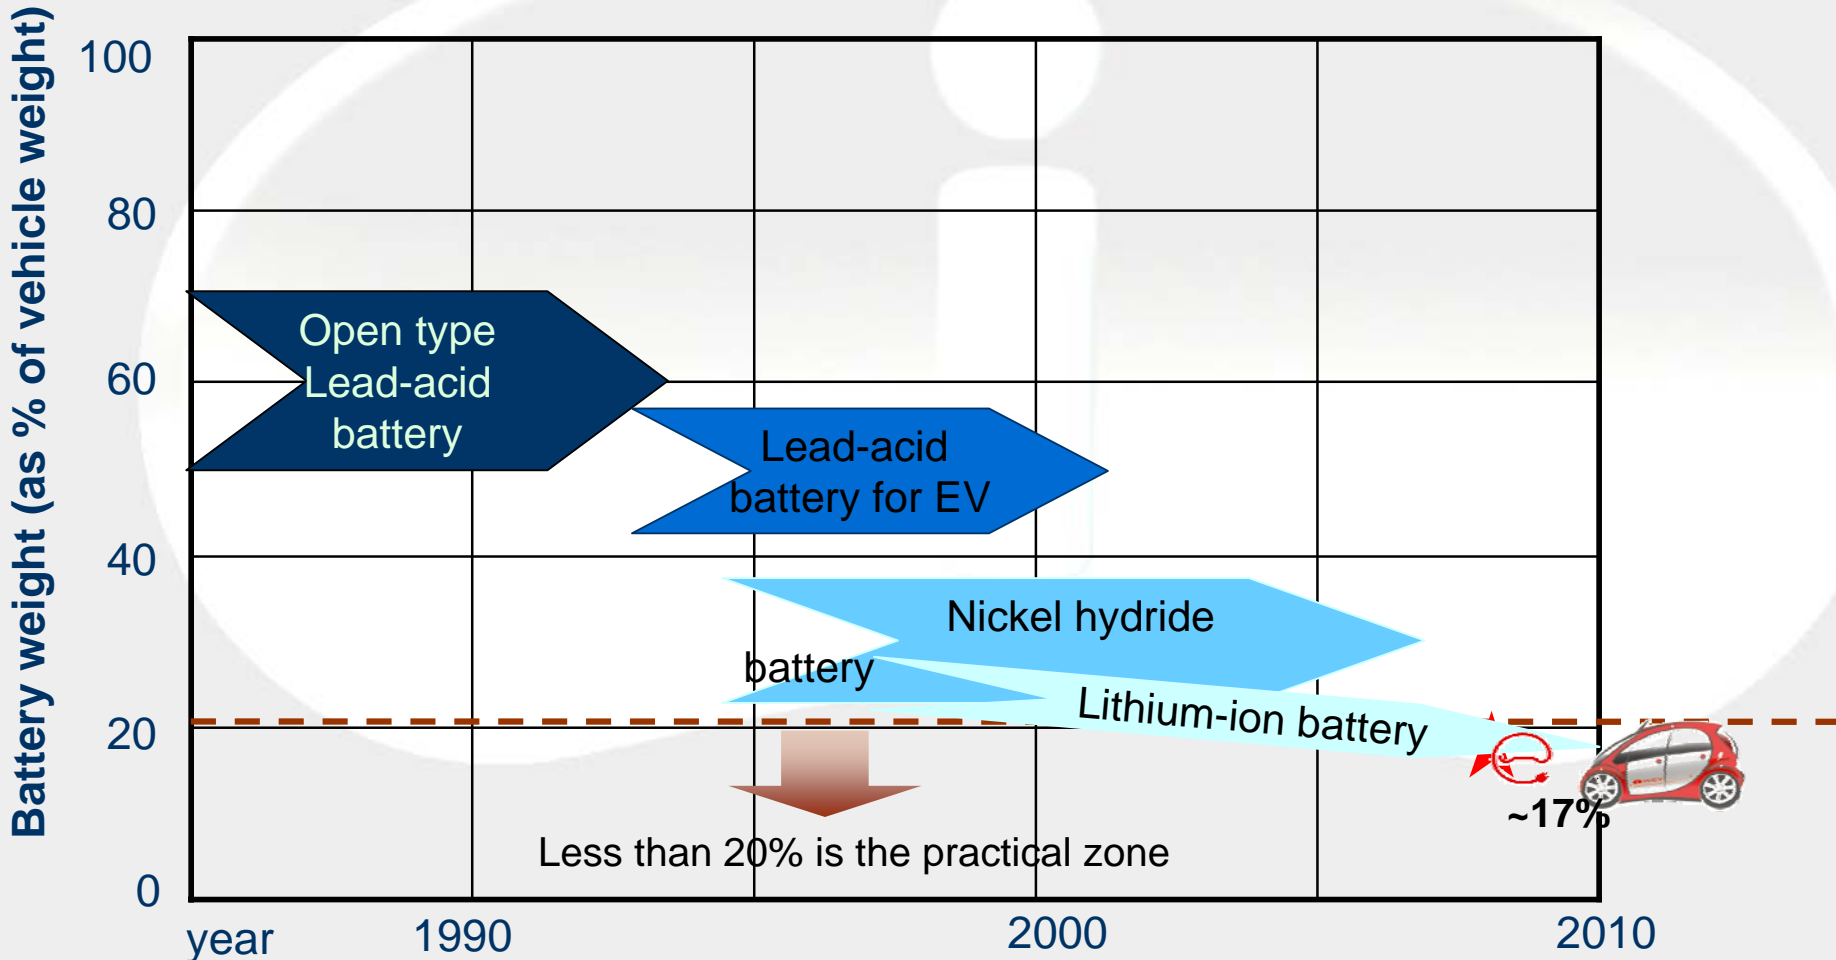 Battery weight (as % of vehicle weight)
100
80
60
40
20
0
Open type
Lead-acid
battery
Lead-acid
battery for EV
Nickel hydride
battery
Lithium-ion battery
~17%
Less than 20% is the practical zone
year
1990
2000
2010